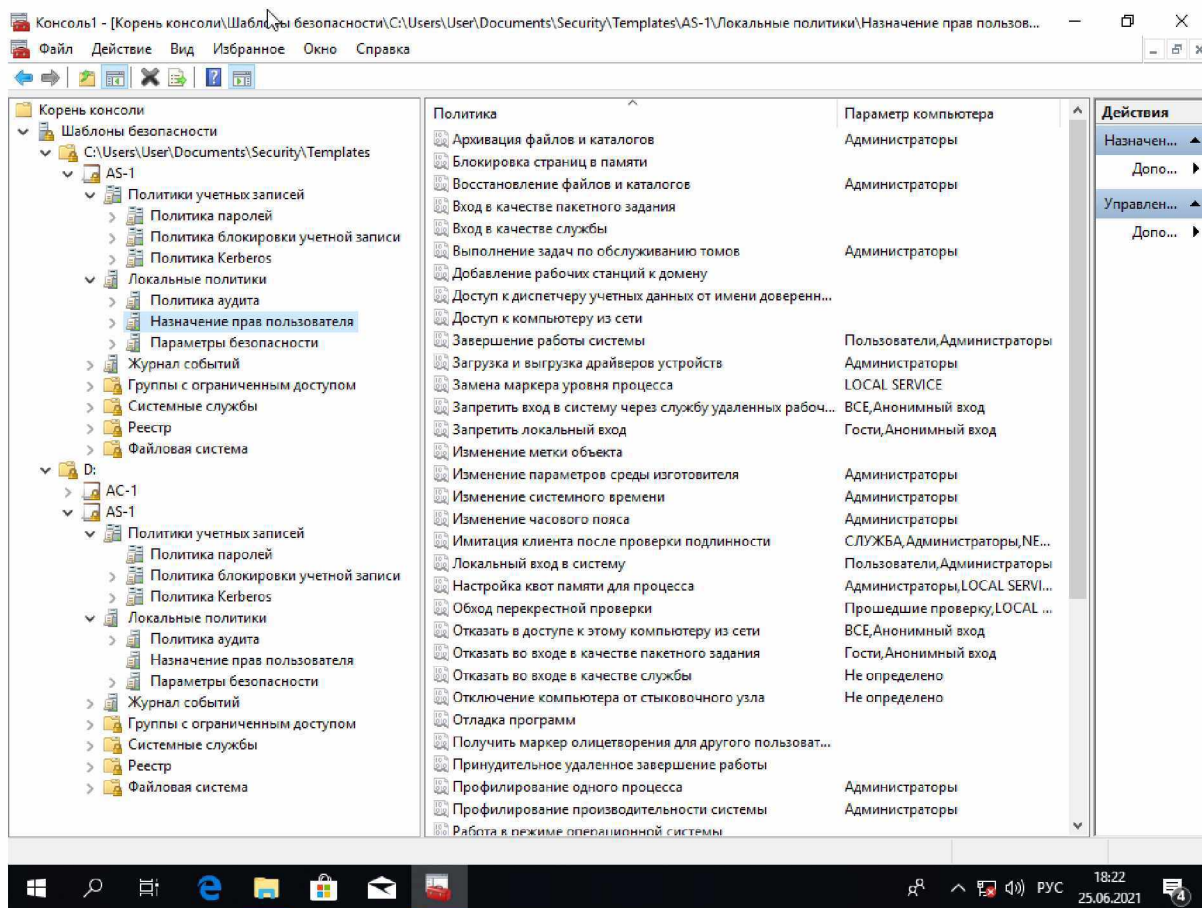 Консоль1 - [Корень консоли\Шаблоны безопасности\C:\Users\User\Documents\Security\Templates\AS-1\Локальные политики\Назначение прав пользов...
Файл Действие Вид Избранное Окно Справка
Корень консоли
Шаблоны безопасности
C:\Users\User\Documents\Security\Templates
AS-1
Политики учетных записей
Политика паролей
Политика блокировки учетной записи
Политика Kerberos
Локальные политики
Политика аудита
Назначение прав пользователя
Параметры безопасности
Журнал событий
Группы с ограниченным доступом
Системные службы
Реестр
Файловая система
D:
AC-1
AS-1
Политики учетных записей
Политика паролей
Политика блокировки учетной записи
Политика Kerberos
Локальные политики
Политика аудита
Назначение прав пользователя
Параметры безопасности
Журнал событий
Группы с ограниченным доступом
Системные службы
Реестр
Файловая система
Политика Параметр компьютера
Архивация файлов и каталогов Администраторы
Блокировка страниц в памяти
Восстановление файлов и каталогов Администраторы
Вход в качестве пакетного задания
Вход в качестве службы
Выполнение задач по обслуживанию томов Администраторы
Добавление рабочих станций к домену
Доступ к диспетчеру учетных данных от имени доверенн...
Доступ к компьютеру из сети
Завершение работы системы Пользователи,Администраторы
Загрузка и выгрузка драйверов устройств Администраторы
Замена маркера уровня процесса LOCAL SERVICE
Запретить вход в систему через службу удаленных рабоч... ВСЕ,Анонимный вход
Запретить локальный вход Гости,Анонимный вход
Изменение метки объекта
Изменение параметров среды изготовителя Администраторы
Изменение системного времени Администраторы
Изменение часового пояса Администраторы
Имитация клиента после проверки подлинности СЛУЖБА,Администраторы,NE...
Локальный вход в систему Пользователи,Администраторы
Настройка квот памяти для процесса Администраторы,LOCAL SERVI...
Обход перекрестной проверки Прошедшие проверку,LOCAL ...
Отказать в доступе к этому компьютеру из сети ВСЕ,Анонимный вход
Отказать во входе в качестве пакетного задания Гости,Анонимный вход
Отказать во входе в качестве службы Не определено
Отключение компьютера от стыковочного узла Не определено
Отладка программ
Получить маркер олицетворения для другого пользоват...
Принудительное удаленное завершение работы
Профилирование одного процесса Администраторы
Профилирование производительности системы Администраторы
Работа в режиме операционной системы
Действия
Назначен...
Допо...
Управлен...
Допо...
РУС
18:22
25.06.2021
4